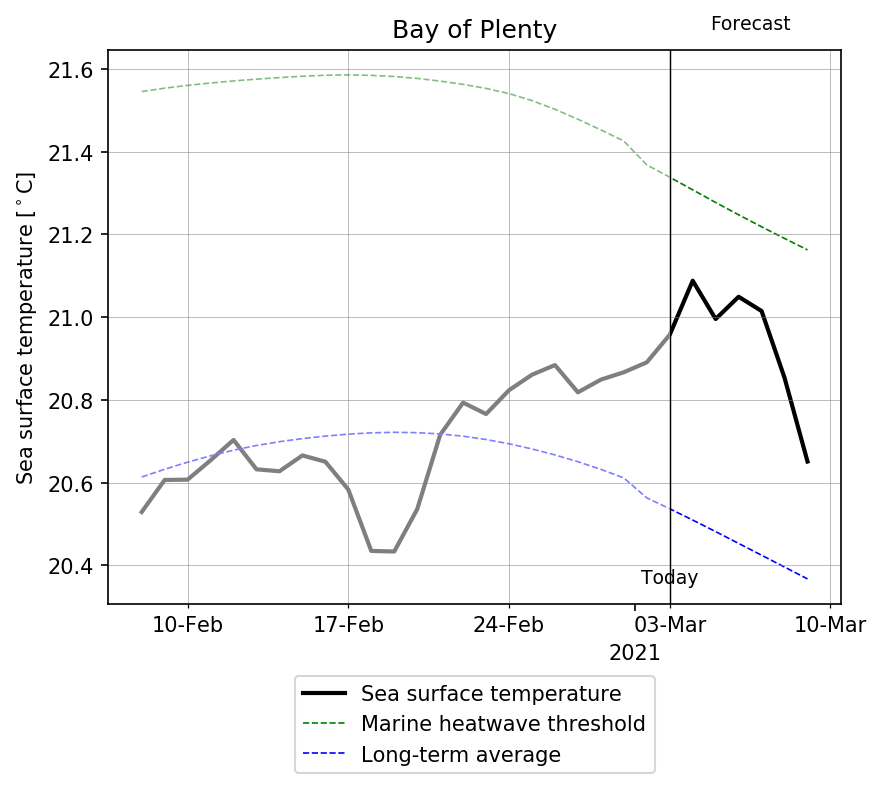 Forecast
Bay of Plenty
Sea surface temperature [°C]
21.6
21.4
21.2
21.0
20.8
20.6
20.4
Today
10-Feb 17-Feb 24-Feb 03-Mar 10-Mar
2021
Sea surface temperature
Marine heatwave threshold
Long-term average